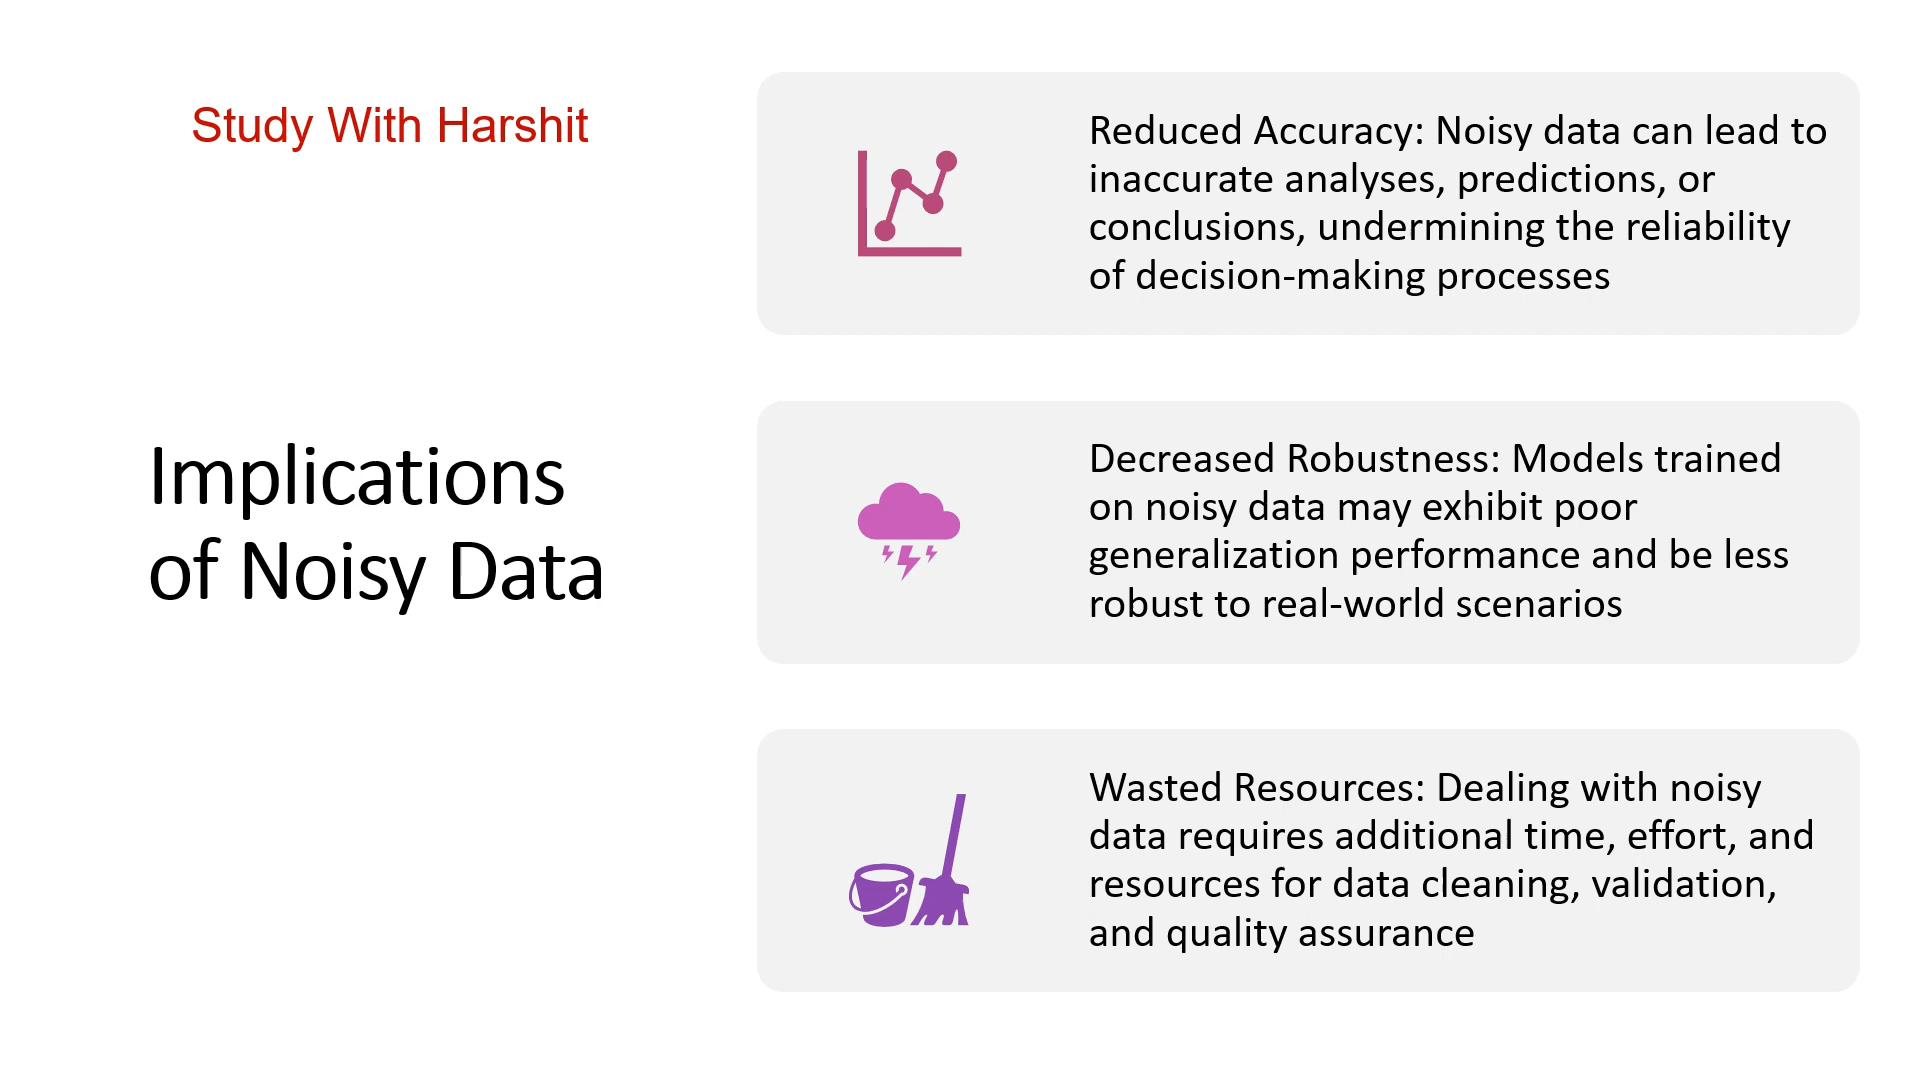 Study With Harshit
Implications
of Noisy Data
Reduced Accuracy: Noisy data can lead to
inaccurate analyses, predictions, or
conclusions, undermining the reliability
of decision-making processes
Decreased Robustness: Models trained
on noisy data may exhibit poor
generalization performance and be less
robust to real-world scenarios
Wasted Resources: Dealing with noisy
data requires additional time, effort, and
resources for data cleaning, validation,
and quality assurance